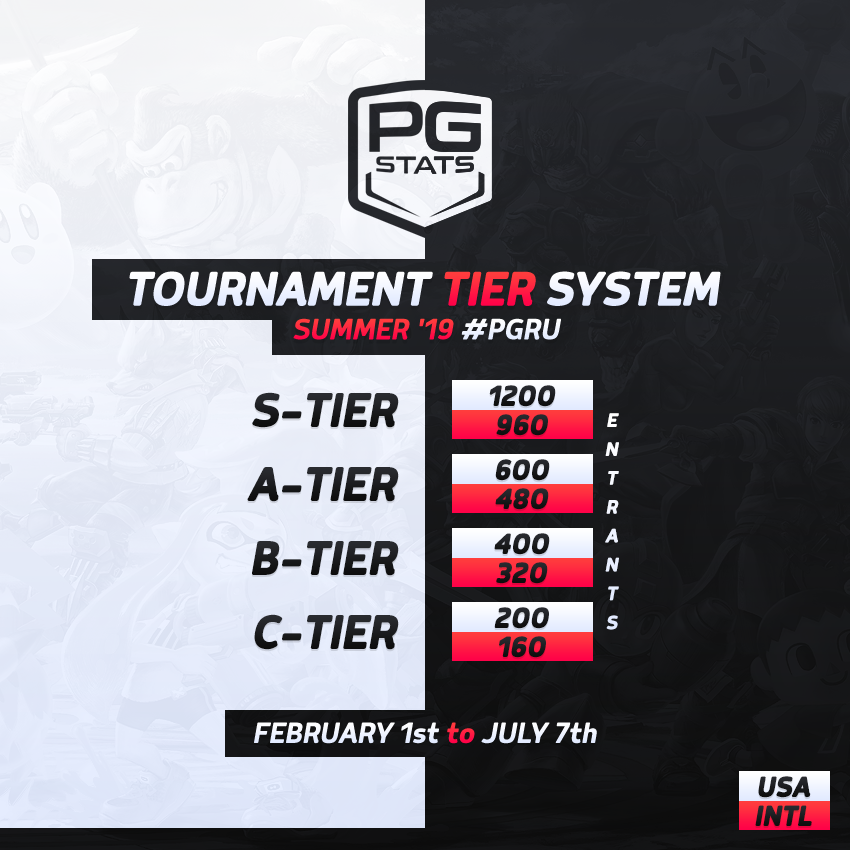 PG
STATS
TOURNAMENT TIER SYSTEM
SUMMER '19 #PGRU
S-TIER
1200
960
A-TIER
600
480
B-TIER
400
320
C-TIER
200
160
ENTRANTS
FEBRUARY 1st to JULY 7th
USA
INTL